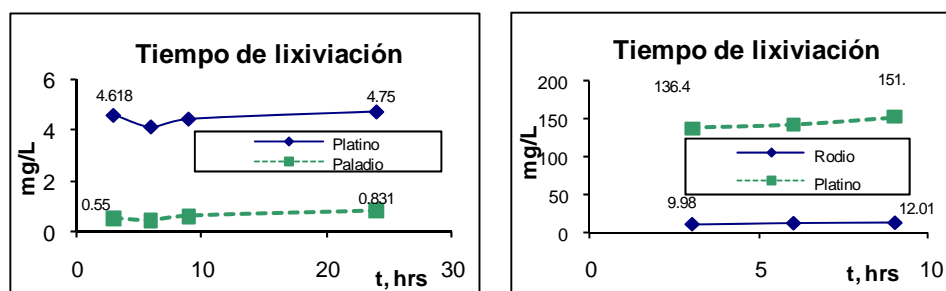 Tiempo de lixiviación
6
4
2
0
4.618
4.75
0.55
0.831
Platino
Paladio
mg/L
0
10
20
30
t, hrs
Tiempo de lixiviación
200
150
100
50
0
136.4
151.
9.98
12.01
Rodio
Platino
mg/L
0
5
10
t, hrs